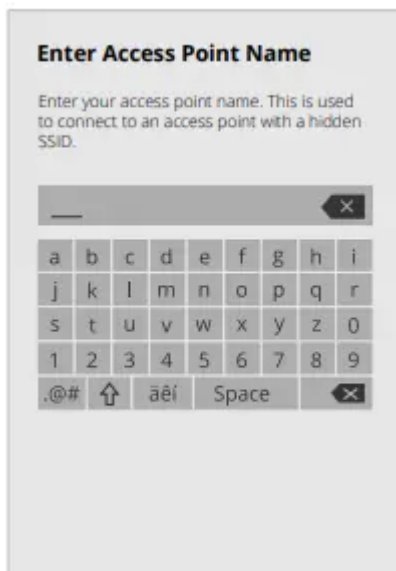 Enter Access Point Name
Enter your access point name. This is used
to connect to an access point with a hidden
SSID.
a b c d e f g h i
j k l m n o p q r
s t u v w x y z 0
1 2 3 4 5 6 7 8 9
.@# äêí Space